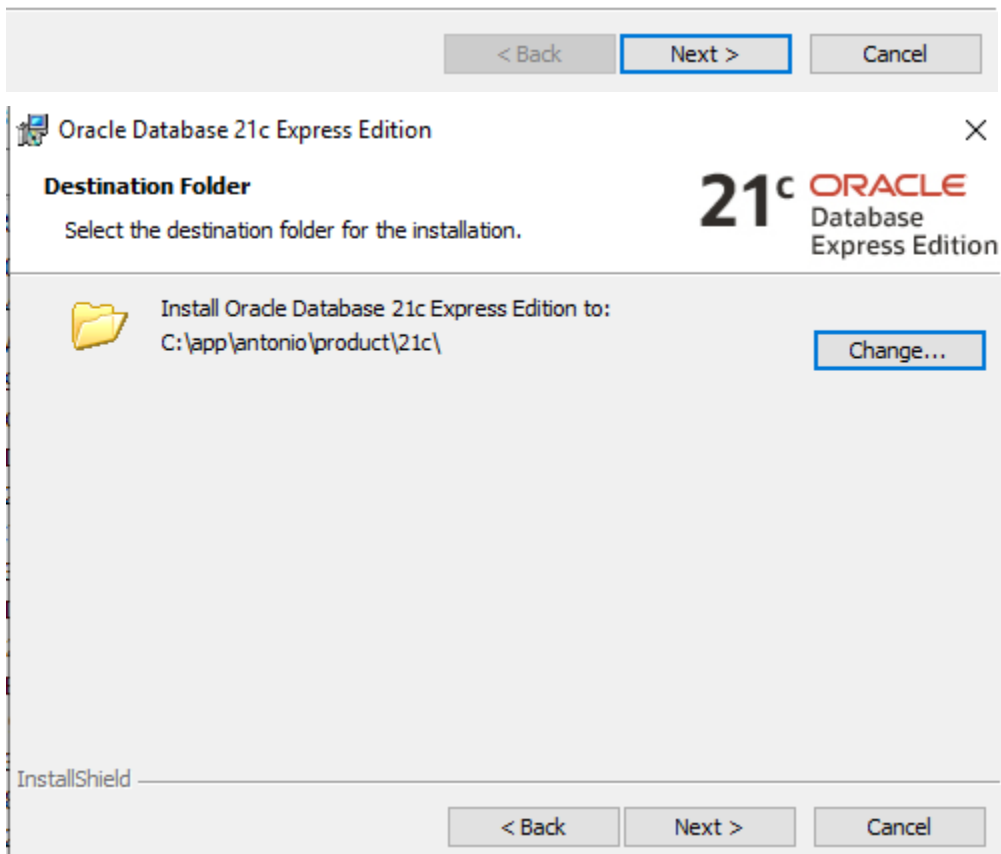 < Back Next > Cancel
Oracle Database 21c Express Edition
Destination Folder
Select the destination folder for the installation.
21c ORACLE
Database
Express Edition
Install Oracle Database 21c Express Edition to:
C:\app\antonio\product\21c\
Change...
InstallShield
< Back Next > Cancel